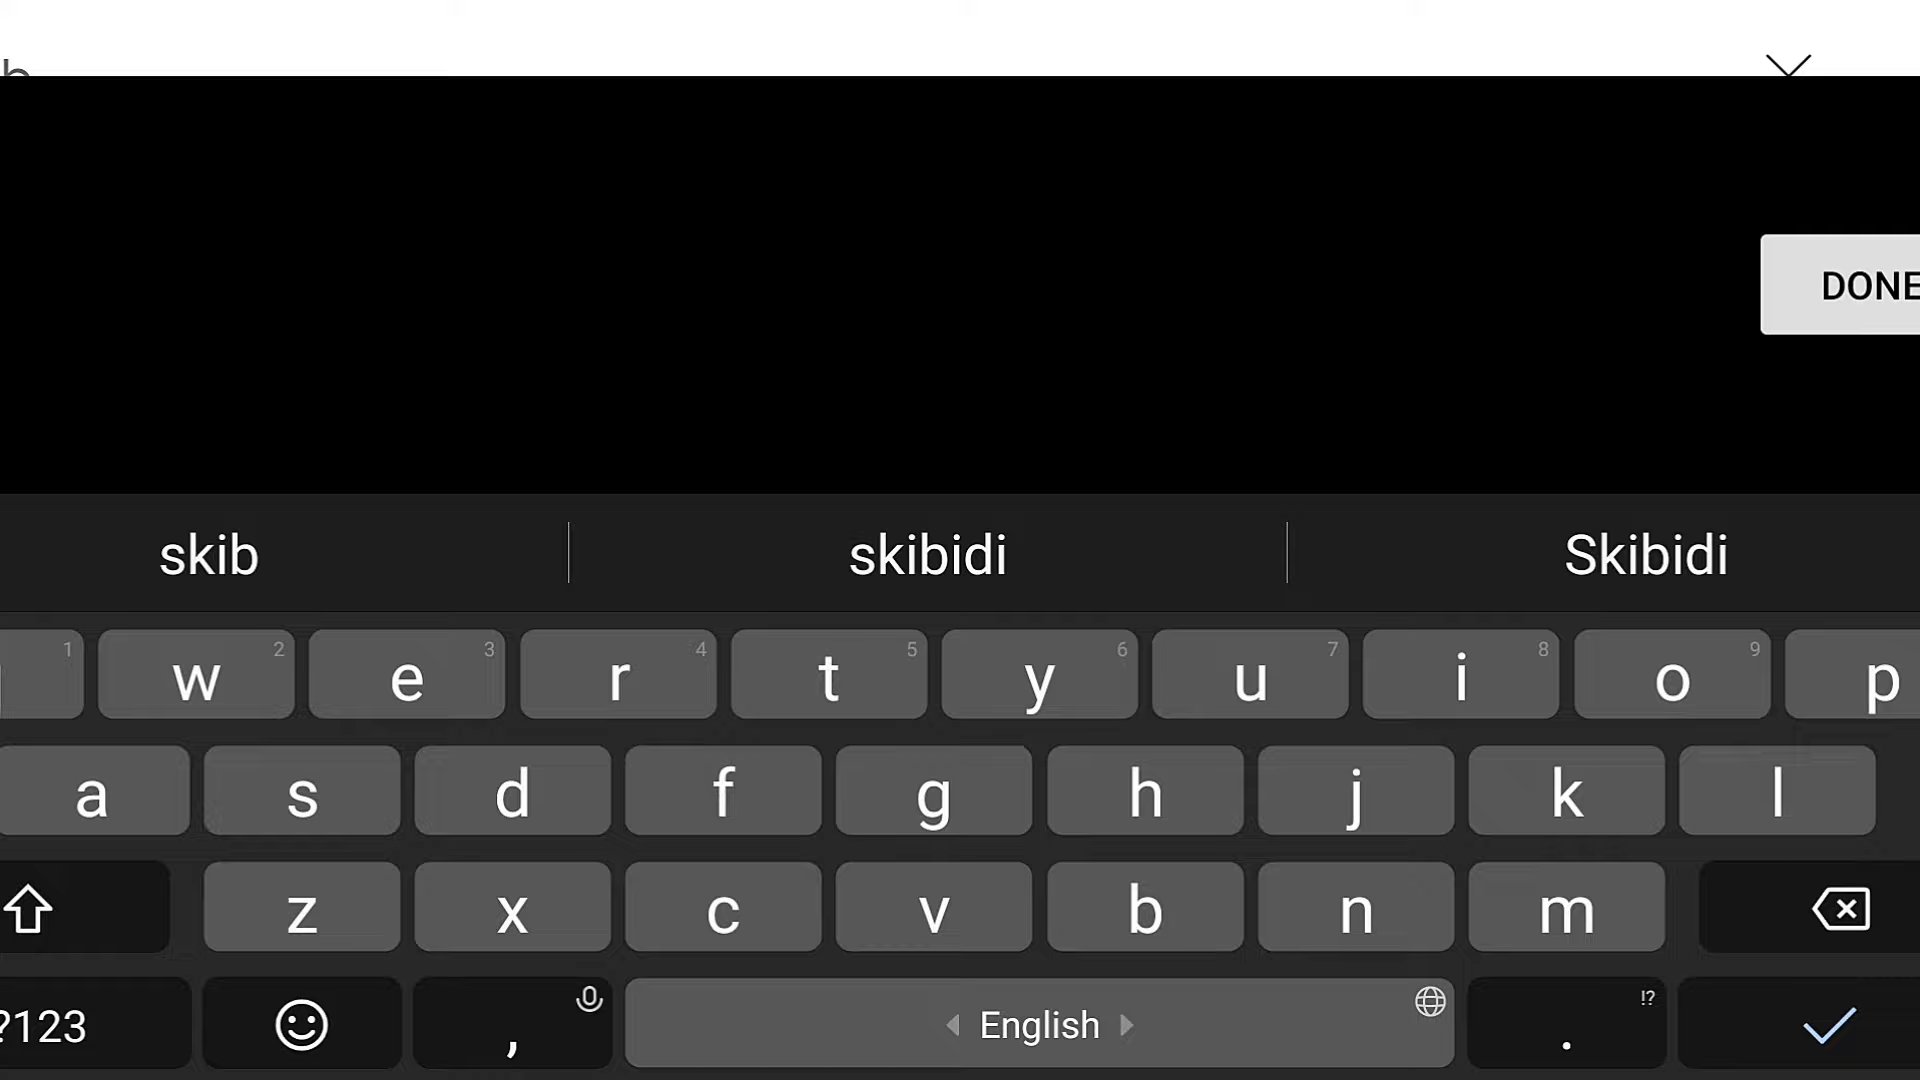 DONE
skib skibidi Skibidi
1 2 3 4 5 6 7 8 9
w e r t y u i o p
a s d f g h j k l
z x c v b n m
?123 , English !? .